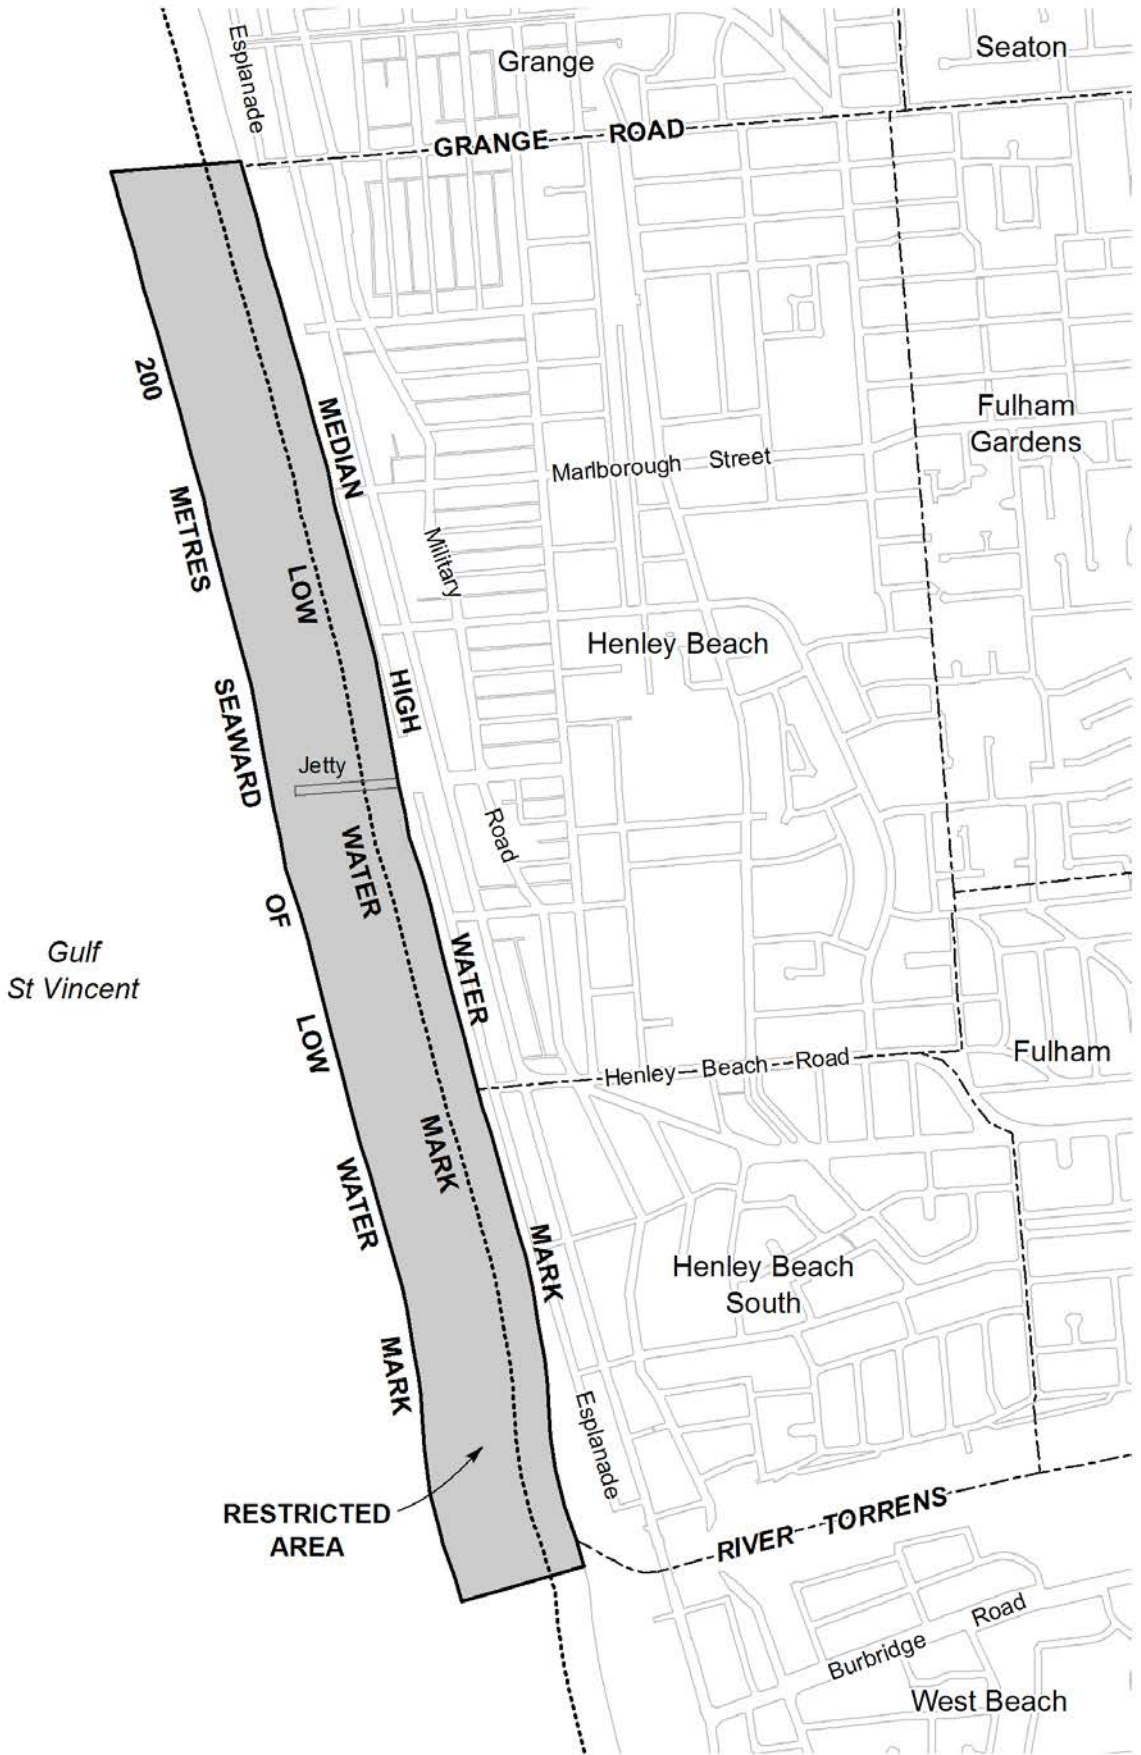 Esplanade
Grange
Seaton
GRANGE ROAD
200 METRES SEAWARD OF LOW WATER MARK
MEDIAN HIGH WATER MARK
LOW WATER MARK
Fulham
Gardens
Marlborough Street
Military Road
Henley Beach
Jetty
Gulf
St Vincent
Henley Beach Road
Fulham
Henley Beach
South
Esplanade
RESTRICTED
AREA
RIVER TORRENS
Burbridge Road
West Beach